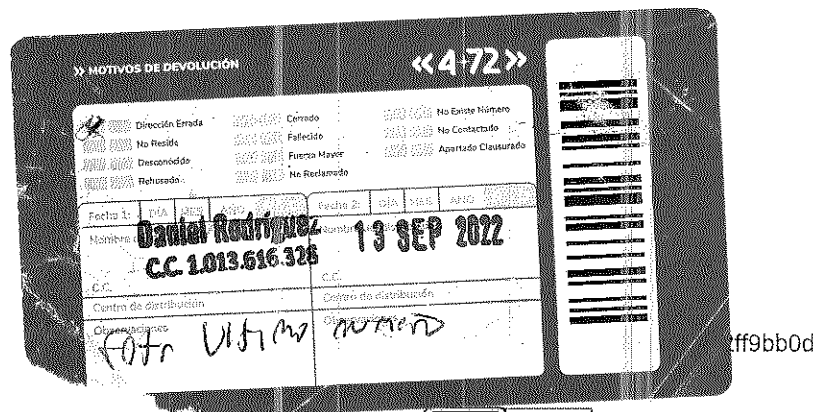 >> MOTIVOS DE DEVOLUCIÓN
«4-72»
Dirección Errada
No Reside
Desconocido
Rehusado
Cerrado
Fallecido
Fuerza Mayor
No Reclamado
No Existe Número
No Contactado
Apartado Clausurado
Fecha 1: DÍA MES AÑO
Fecha 2: DÍA MES AÑO
Daniel Rodríguez
C.C. 1.013.616.326
13 SEP 2022
C.C.
C.C.
Centro de distribución
Centro de distribución
Observaciones
Observaciones
ff9bb0d